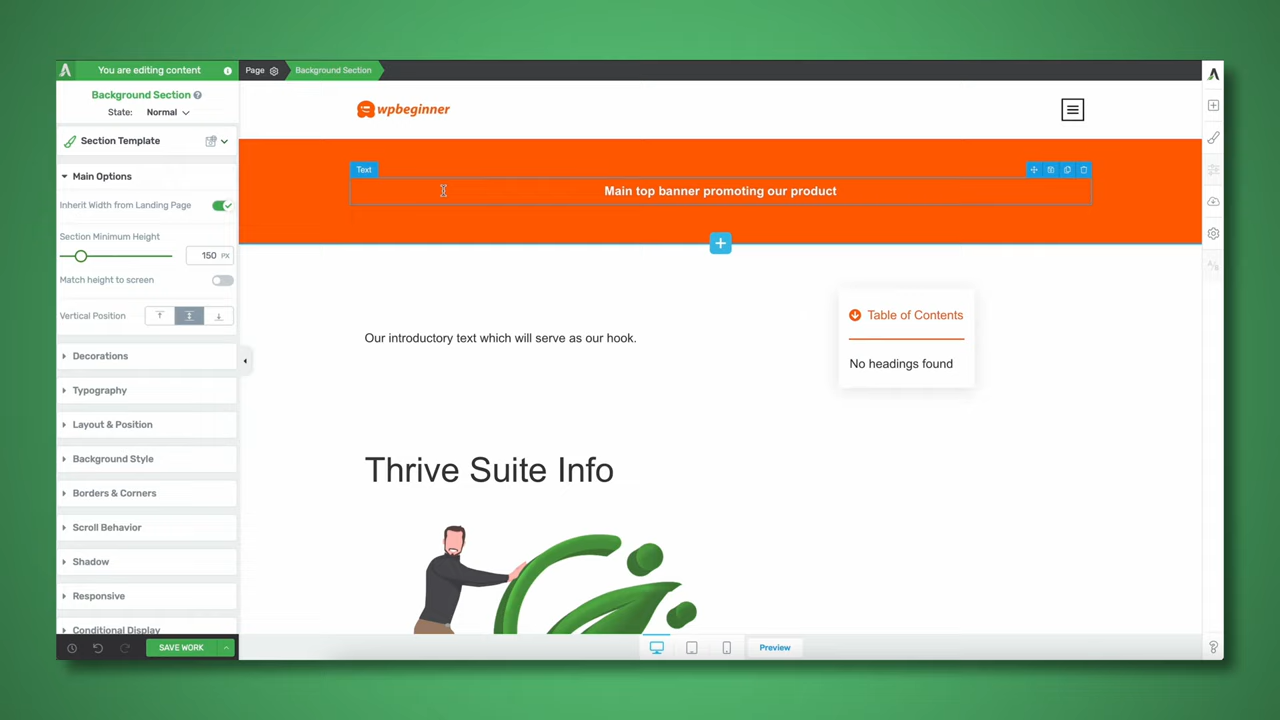 You are editing content
Page
Background Section
Background Section
State: Normal
Section Template
Main Options
Inherit Width from Landing Page
Section Minimum Height
150 PX
Match height to screen
Vertical Position
Decorations
Typography
Layout & Position
Background Style
Borders & Corners
Scroll Behavior
Shadow
Responsive
Conditional Display
SAVE WORK
wpbeginner
Text
Main top banner promoting our product
Our introductory text which will serve as our hook.
Table of Contents
No headings found
Thrive Suite Info
Preview